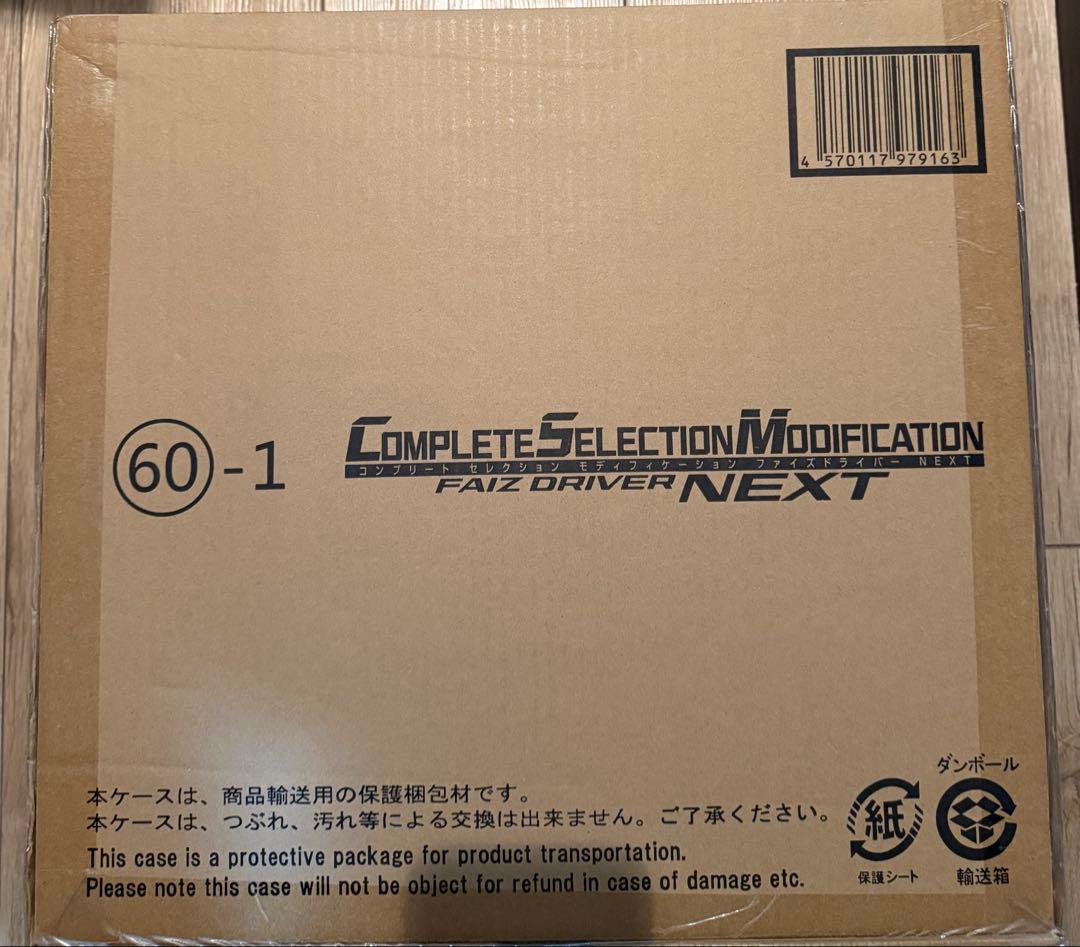 4 570117 979163
60-1
COMPLETE SELECTION MODIFICATION
コンプリート セレクション モディフィケーション ファイズドライバー NEXT
FAIZ DRIVER NEXT
本ケースは、商品輸送用の保護梱包材です。
本ケースは、つぶれ、汚れ等による交換は出来ません。ご了承ください。
This case is a protective package for product transportation.
Please note this case will not be object for refund in case of damage etc.
紙
保護シート
ダンボール
輸送箱